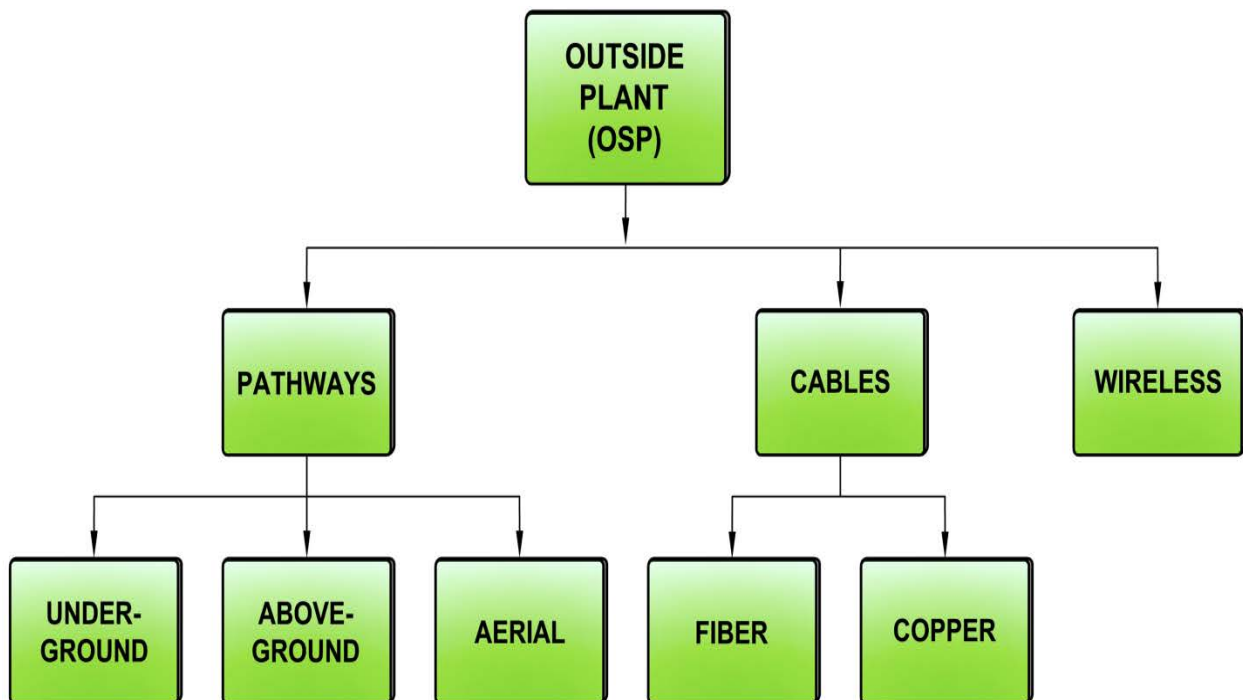 OUTSIDE
PLANT
(OSP)
PATHWAYS
CABLES
WIRELESS
UNDER-
GROUND
ABOVE-
GROUND
AERIAL
FIBER
COPPER